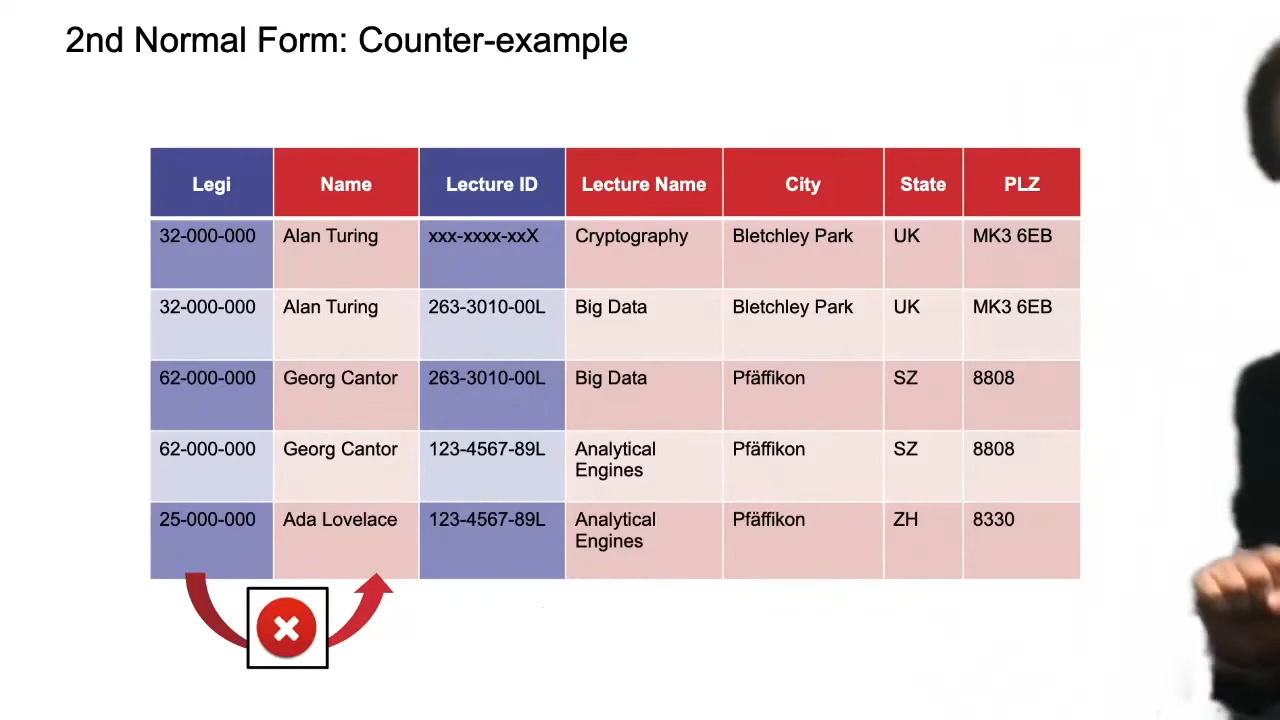 2nd Normal Form: Counter-example
Legi Name Lecture ID Lecture Name City State PLZ
32-000-000 Alan Turing xxx-xxxx-xxX Cryptography Bletchley Park UK MK3 6EB
32-000-000 Alan Turing 263-3010-00L Big Data Bletchley Park UK MK3 6EB
62-000-000 Georg Cantor 263-3010-00L Big Data Pfäffikon SZ 8808
62-000-000 Georg Cantor 123-4567-89L Analytical Pfäffikon SZ 8808
Engines
25-000-000 Ada Lovelace 123-4567-89L Analytical Pfäffikon ZH 8330
Engines